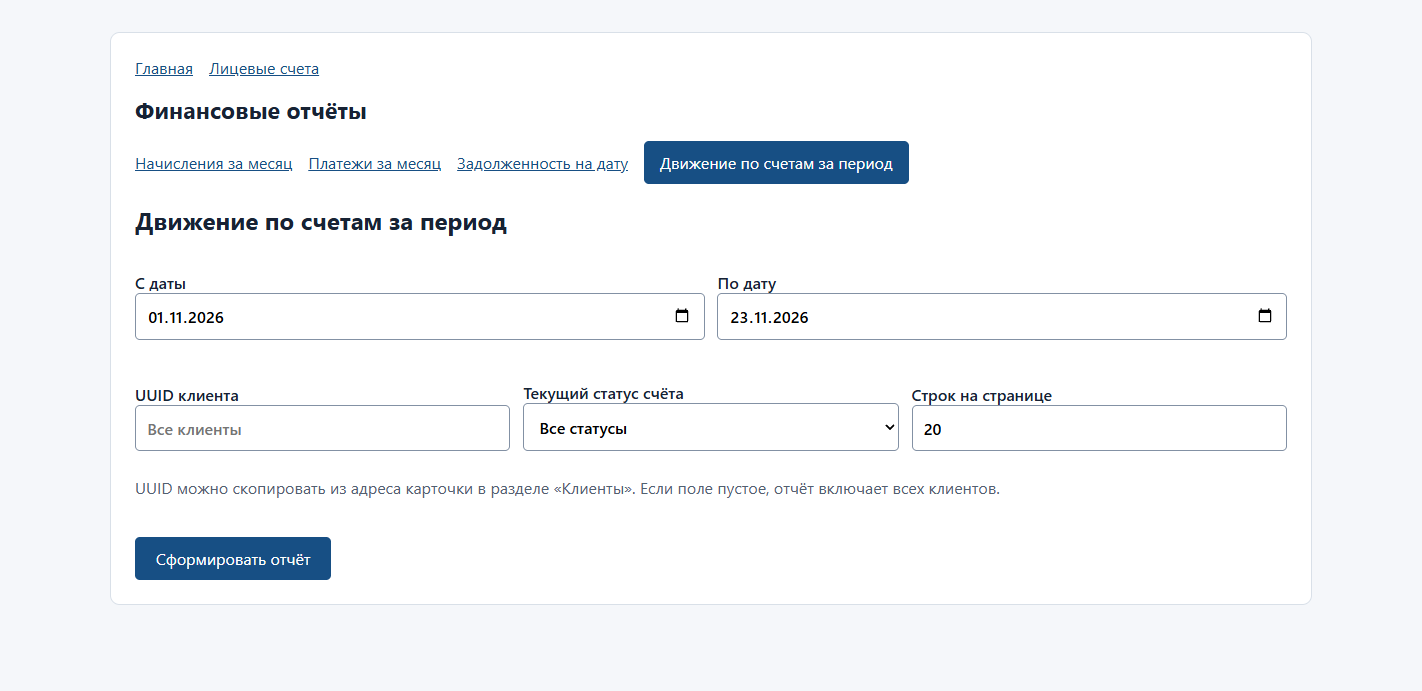 Главная Лицевые счета
Финансовые отчёты
Начисления за месяц Платежи за месяц Задолженность на дату Движение по счетам за период
Движение по счетам за период
С даты По дату
01.11.2026 23.11.2026
UUID клиента Текущий статус счёта Строк на странице
Все клиенты Все статусы 20
UUID можно скопировать из адреса карточки в разделе «Клиенты». Если поле пустое, отчёт включает всех клиентов.
Сформировать отчёт